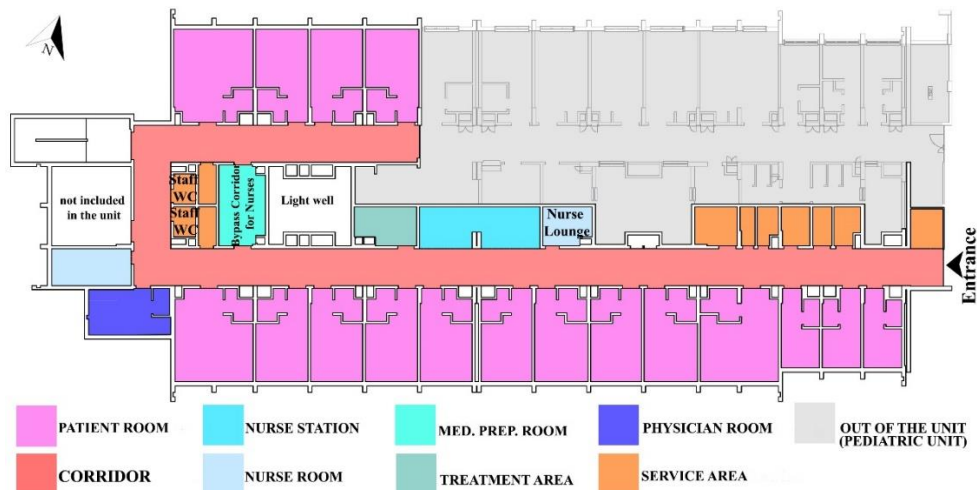 N
not included
in the unit
Staff
WC
Staff
WC
Bypass Corridor
for Nurses
Light well
Nurse
Lounge
Entrance
PATIENT ROOM
NURSE STATION
MED. PREP. ROOM
PHYSICIAN ROOM
OUT OF THE UNIT
(PEDIATRIC UNIT)
CORRIDOR
NURSE ROOM
TREATMENT AREA
SERVICE AREA